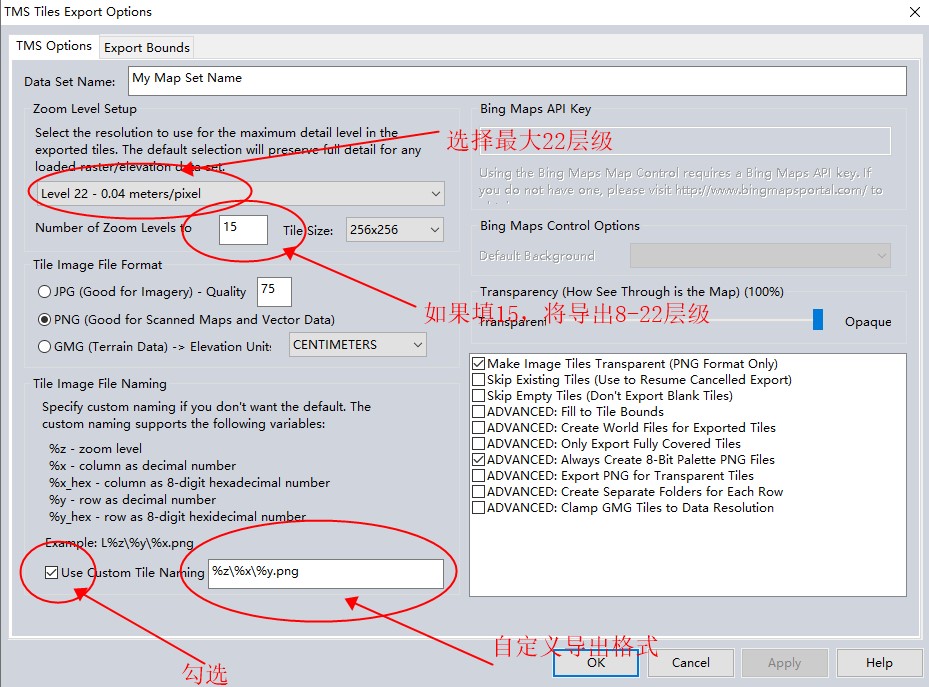 TMS Tiles Export Options
TMS Options
Export Bounds
Data Set Name:
My Map Set Name
Zoom Level Setup
Select the resolution to use for the maximum detail level in the
exported tiles. The default selection will preserve full detail for any
loaded raster/elevation data set.
Level 22 - 0.04 meters/pixel
选择最大22层级
Number of Zoom Levels to
15
Tile Size:
256x256
如果填15，将导出8-22层级
Tile Image File Format
JPG (Good for Imagery) - Quality
75
PNG (Good for Scanned Maps and Vector Data)
GMG (Terrain Data) -> Elevation Units
CENTIMETERS
Tile Image File Naming
Specify custom naming if you don't want the default. The
custom naming supports the following variables:
%z - zoom level
%x - column as decimal number
%x_hex - column as 8-digit hexadecimal number
%y - row as decimal number
%y_hex - row as 8-digit hexidecimal number
Example: L%z\%y\%x.png
Use Custom Tile Naming
%z\%x\%y.png
勾选
自定义导出格式
Bing Maps API Key
Using the Bing Maps Map Control requires a Bing Maps API key. If
you do not have one, please visit http://www.bingmapsportal.com/ to
Bing Maps Control Options
Default Background
Transparency (How See Through is the Map) (100%)
Transparent
Opaque
Make Image Tiles Transparent (PNG Format Only)
Skip Existing Tiles (Use to Resume Cancelled Export)
Skip Empty Tiles (Don't Export Blank Tiles)
ADVANCED: Fill to Tile Bounds
ADVANCED: Create World Files for Exported Tiles
ADVANCED: Only Export Fully Covered Tiles
ADVANCED: Always Create 8-Bit Palette PNG Files
ADVANCED: Export PNG for Transparent Tiles
ADVANCED: Create Separate Folders for Each Row
ADVANCED: Clamp GMG Tiles to Data Resolution
OK
Cancel
Apply
Help